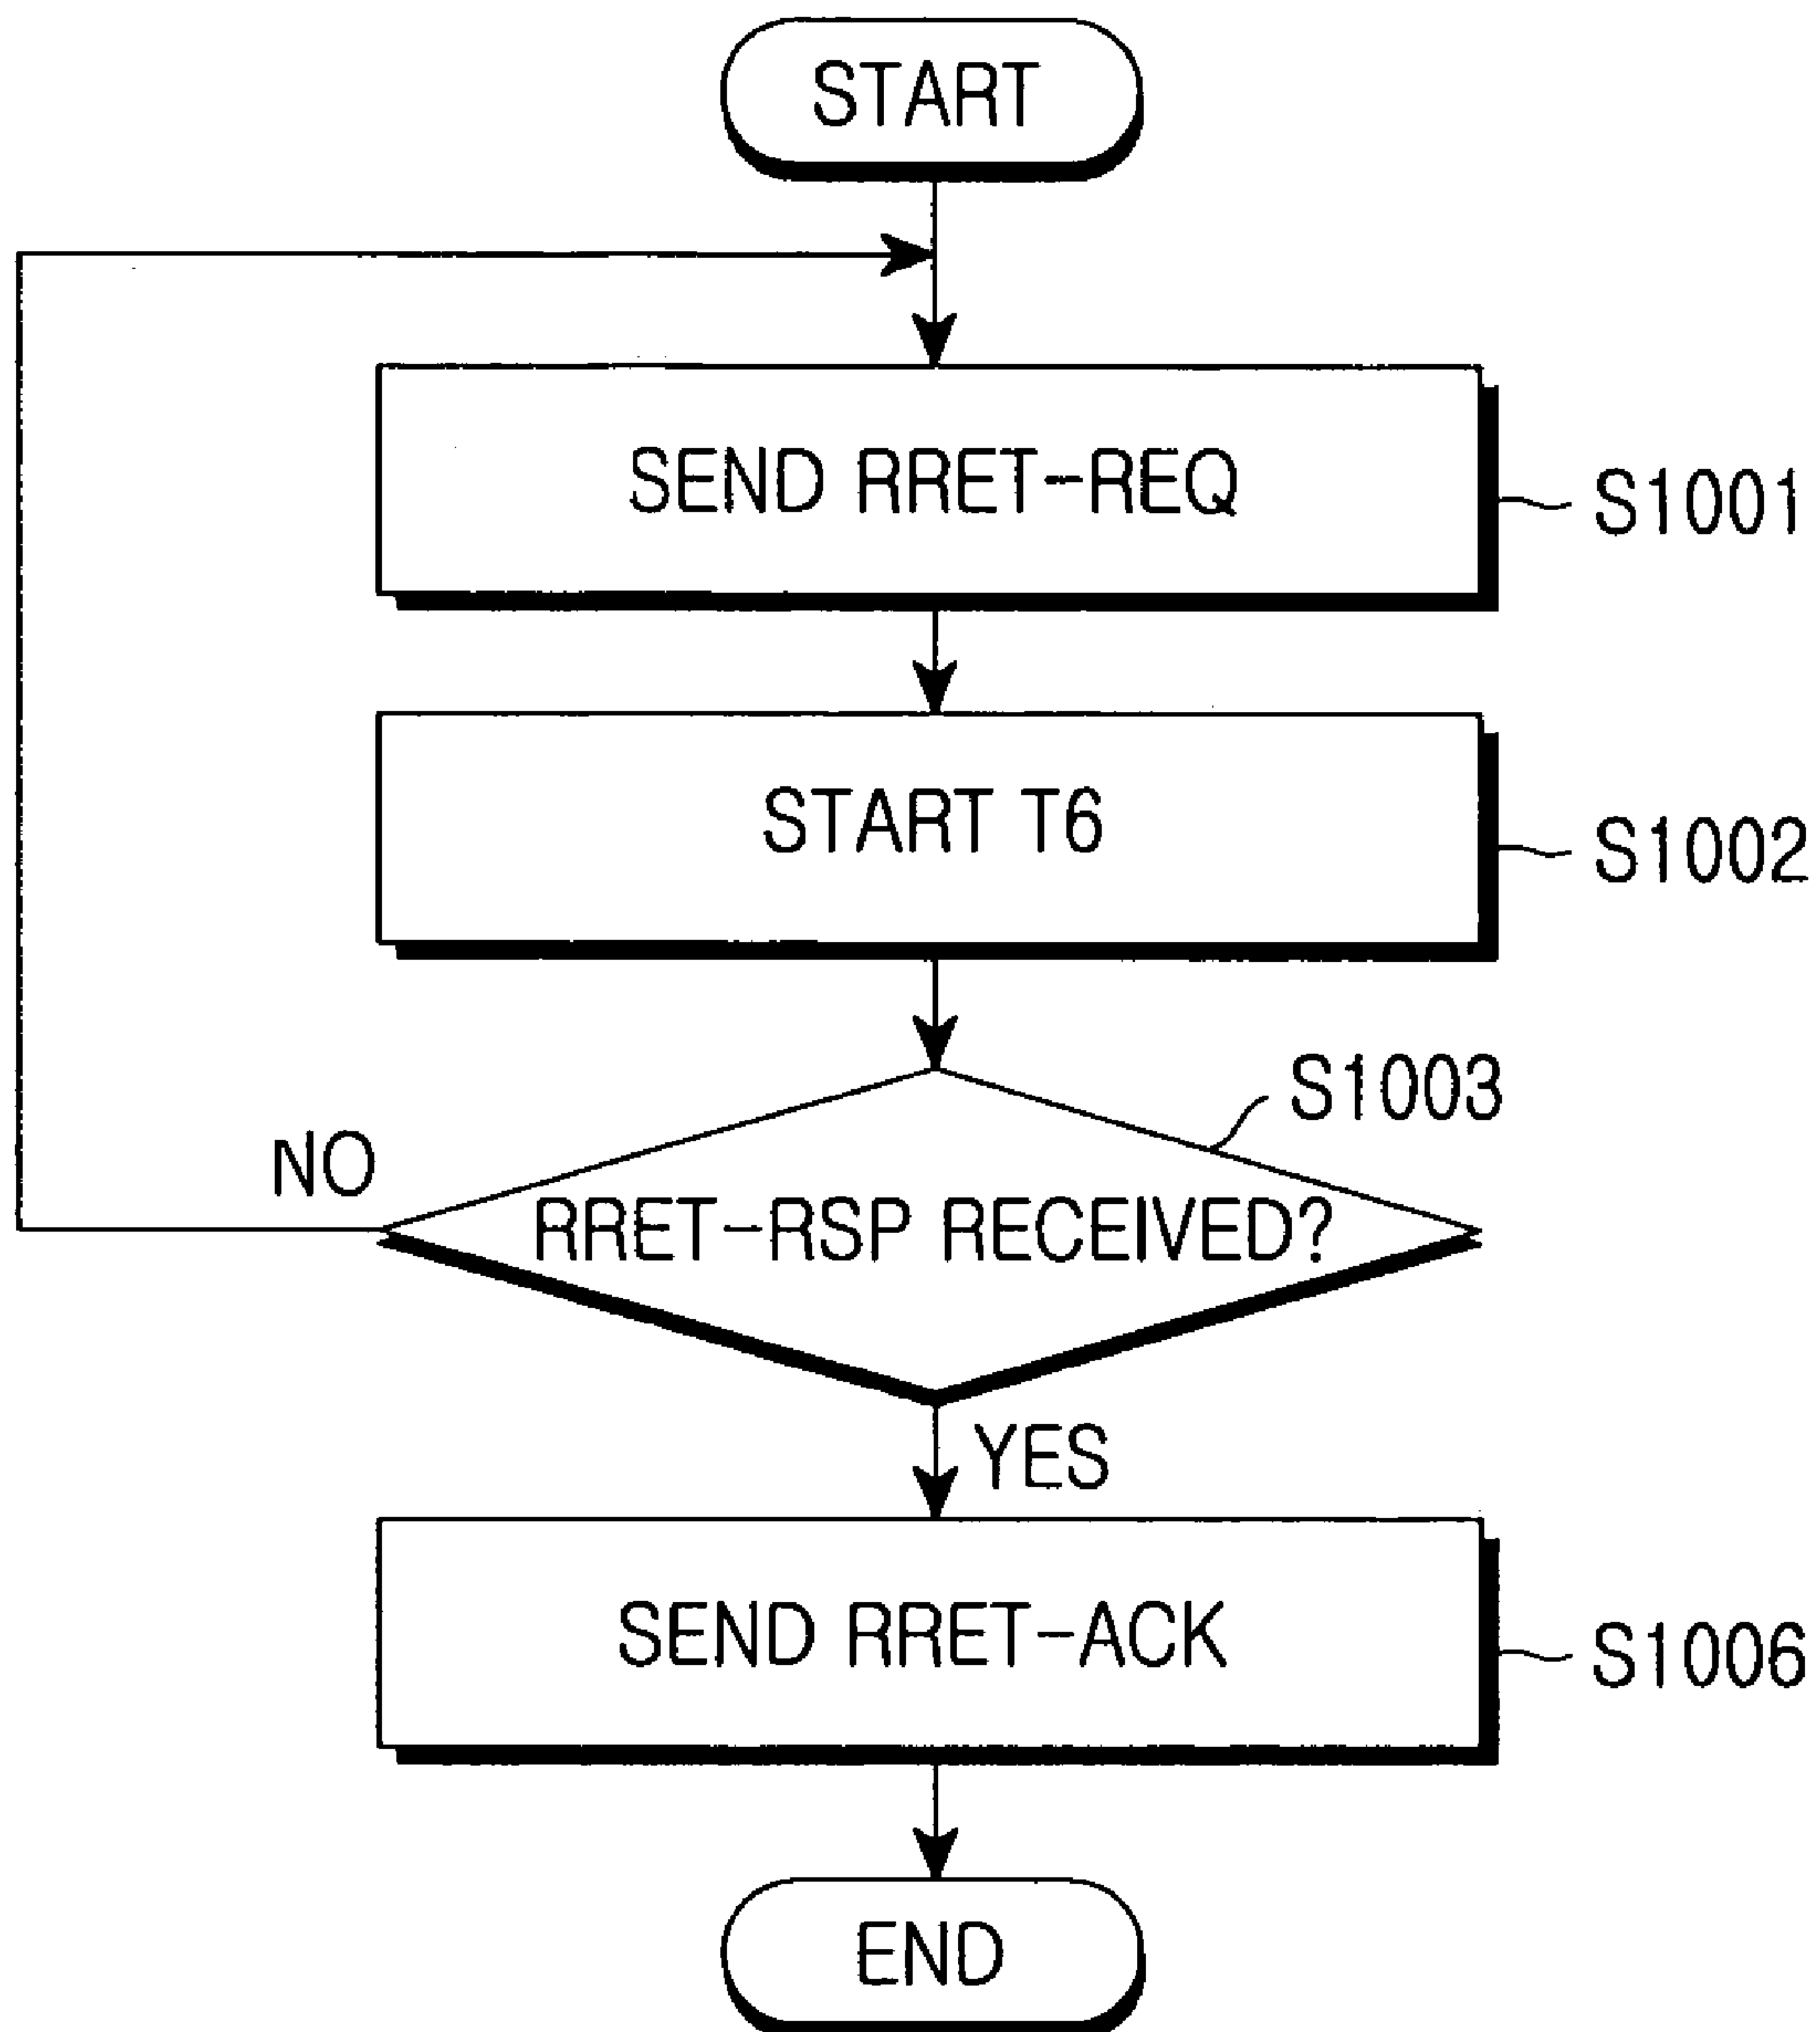 START
SEND RRET-REQ
S1001
START T6
S1002
S1003
NO
RRET-RSP RECEIVED?
YES
SEND RRET-ACK
S1006
END